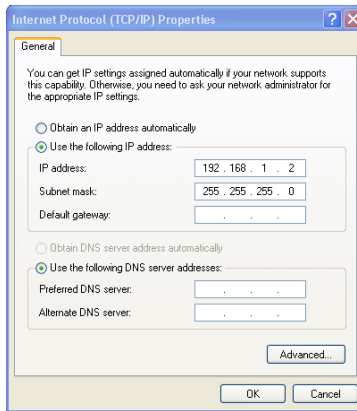 Internet Protocol (TCP/IP) Properties
General
You can get IP settings assigned automatically if your network supports
this capability. Otherwise, you need to ask your network administrator for
the appropriate IP settings.
Obtain an IP address automatically
Use the following IP address:
IP address: 192 . 168 . 1 . 2
Subnet mask: 255 . 255 . 255 . 0
Default gateway: . . .
Obtain DNS server address automatically
Use the following DNS server addresses:
Preferred DNS server: . . .
Alternate DNS server: . . .
Advanced...
OK Cancel